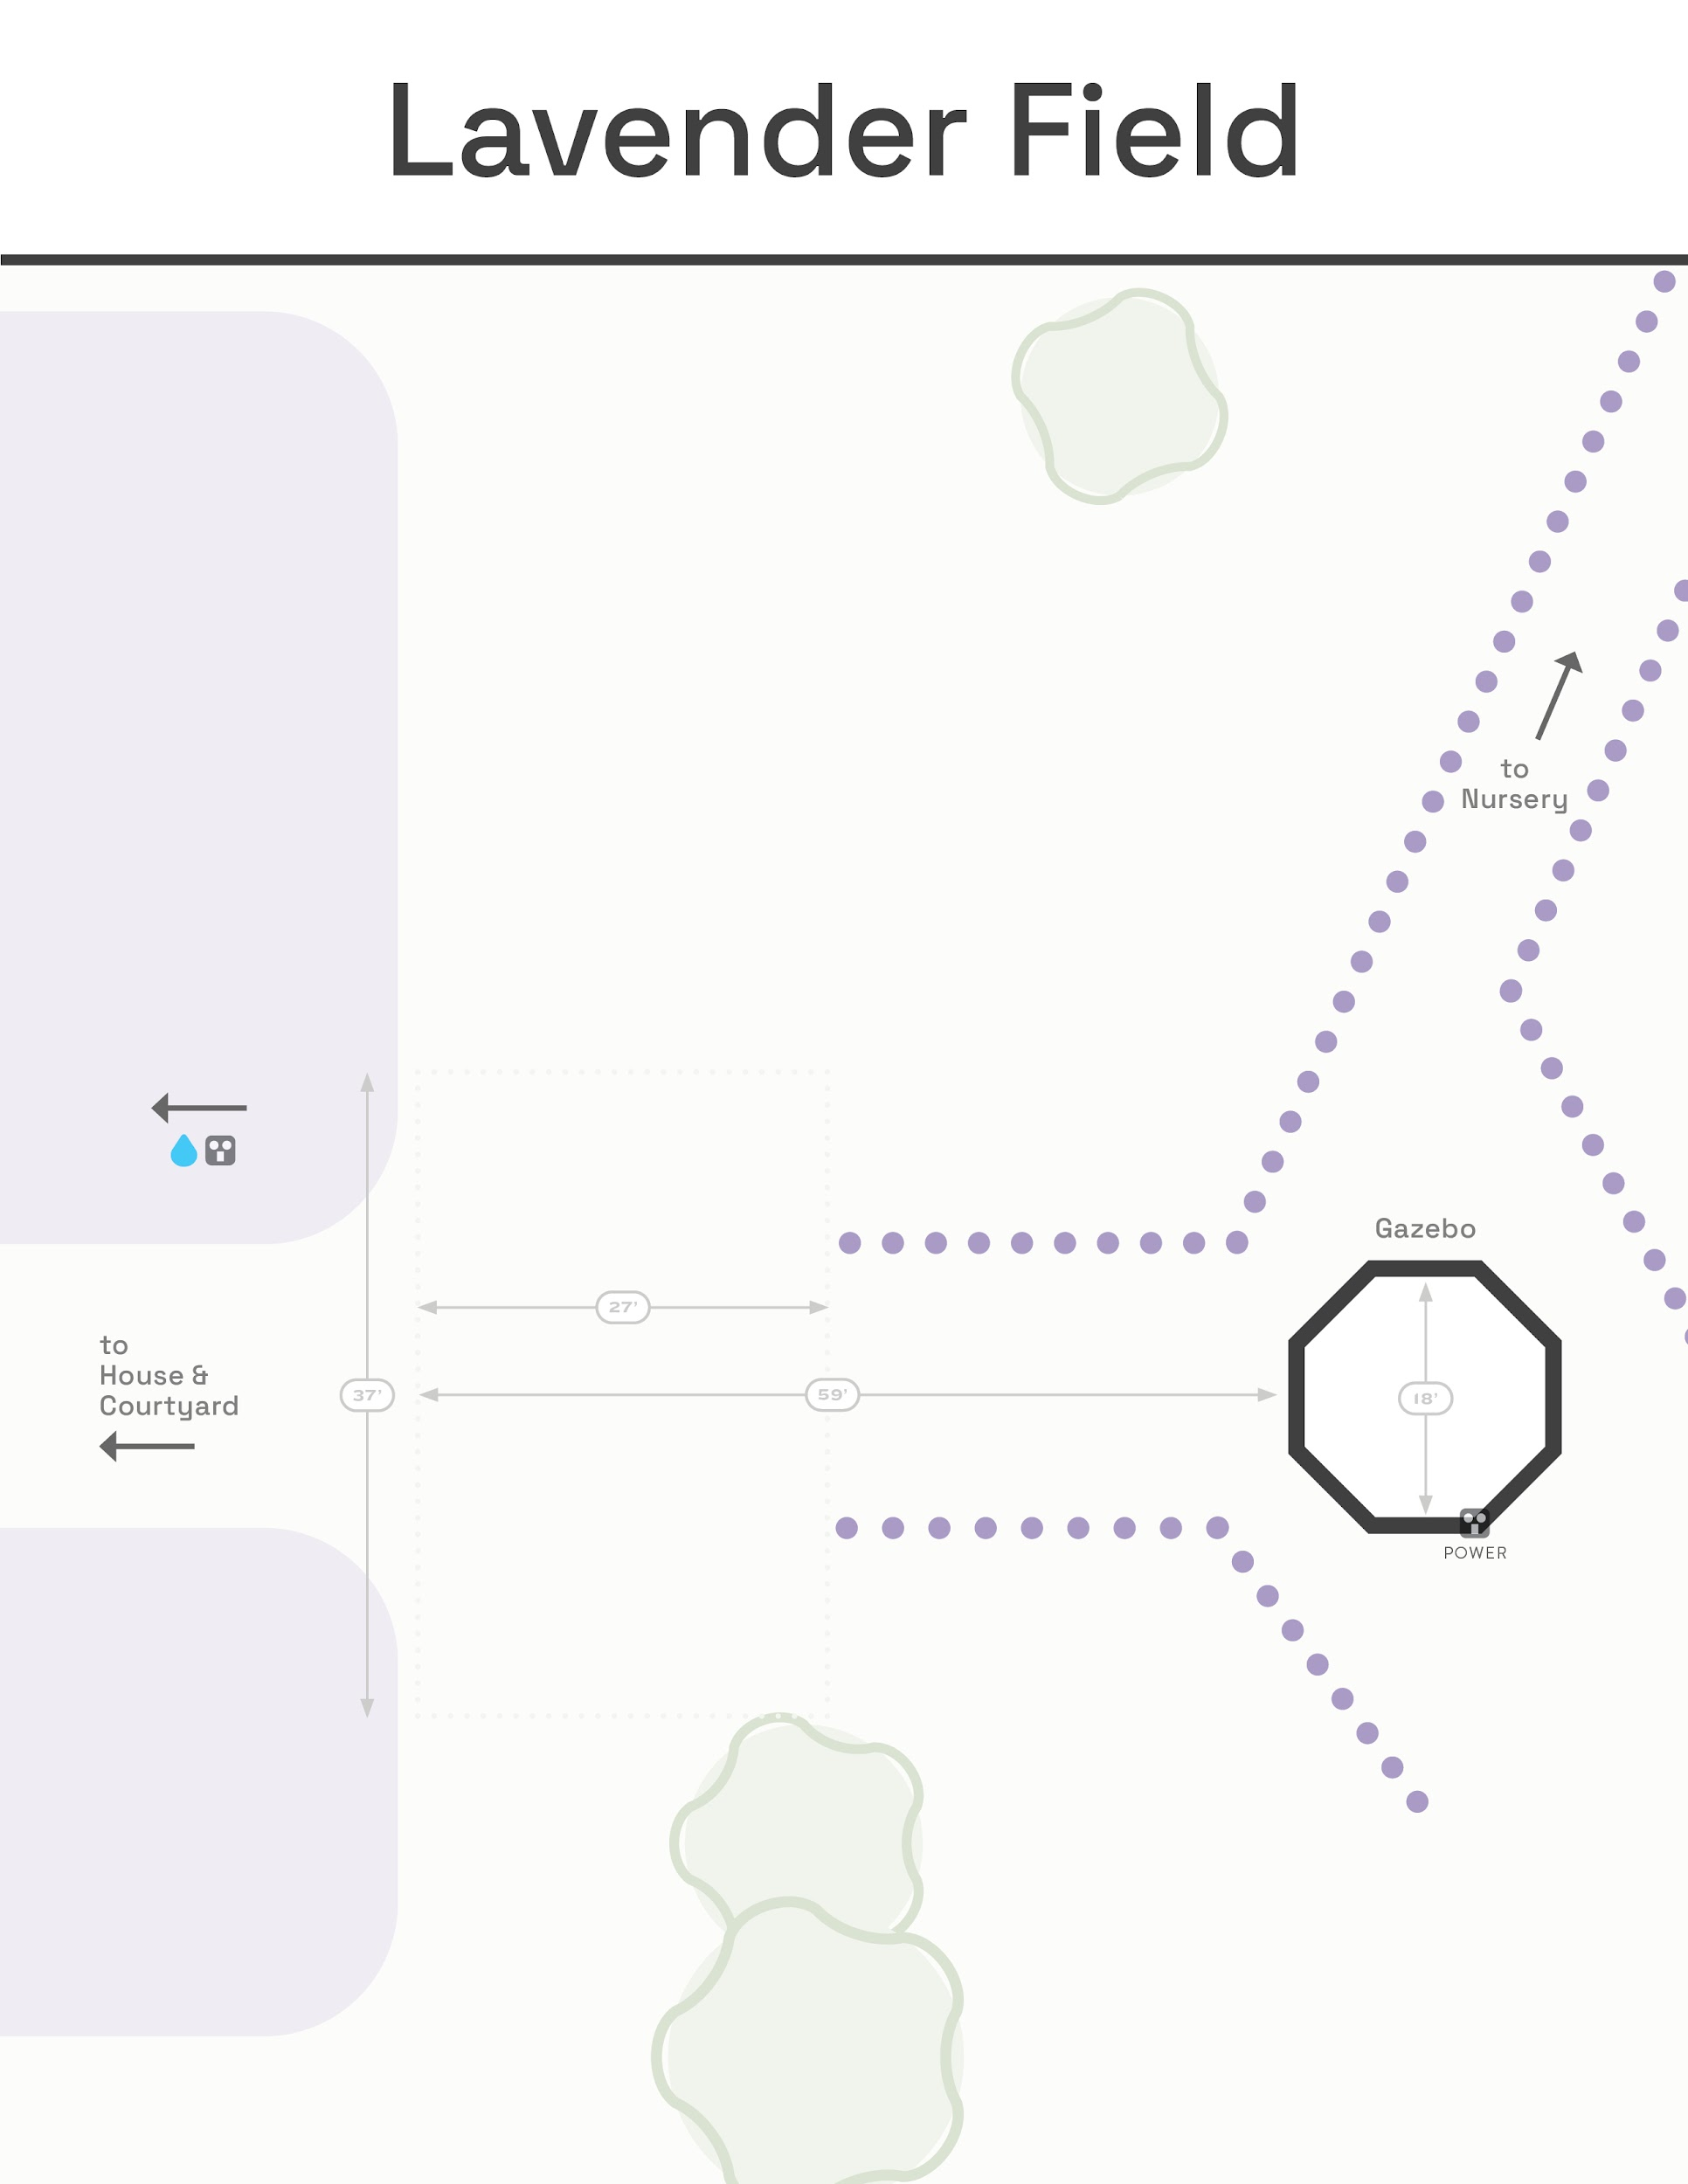 Lavender Field
to
Nursery
Gazebo
27'
to
House &
Courtyard
37'
59'
18'
POWER